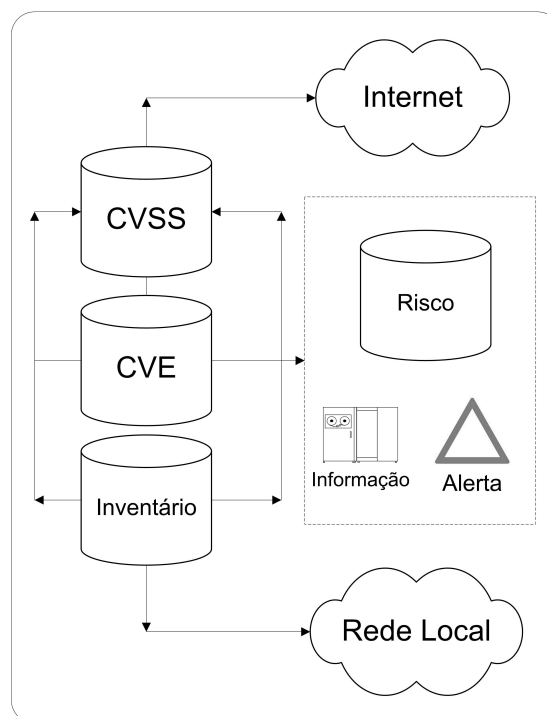 Internet
CVSS
Risco
CVE
Informação
Alerta
Inventário
Rede Local